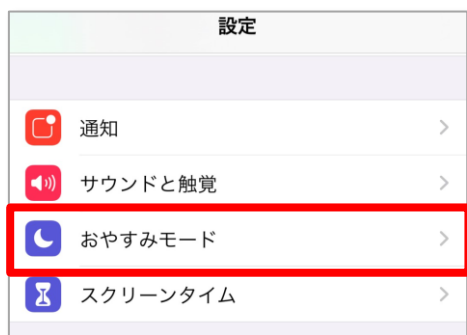 設定
通知
サウンドと触覚
おやすみモード
スクリーンタイム